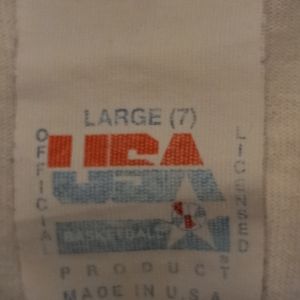 LARGE (7)
OFFICIAL
USA
LICENSED
BASKETBALL
PRODUCT
MADE IN U.S.A.